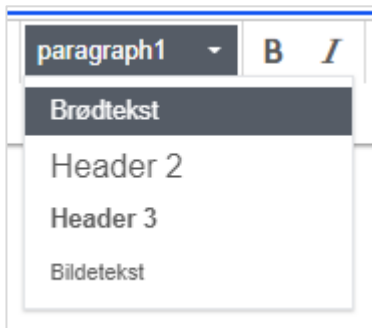 paragraph1 B I
Brødtekst
Header 2
Header 3
Bildetekst